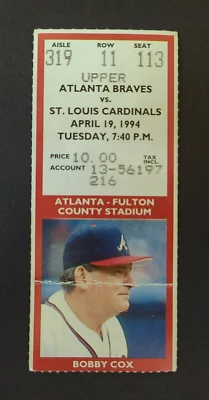 AISLE ROW SEAT
319 11 113
UPPER
ATLANTA BRAVES
vs.
ST. LOUIS CARDINALS
APRIL 19, 1994
TUESDAY, 7:40 P.M.
PRICE 10.00 TAX INCL.
ACCOUNT 13-56197
216
ATLANTA - FULTON
COUNTY STADIUM
A
BOBBY COX